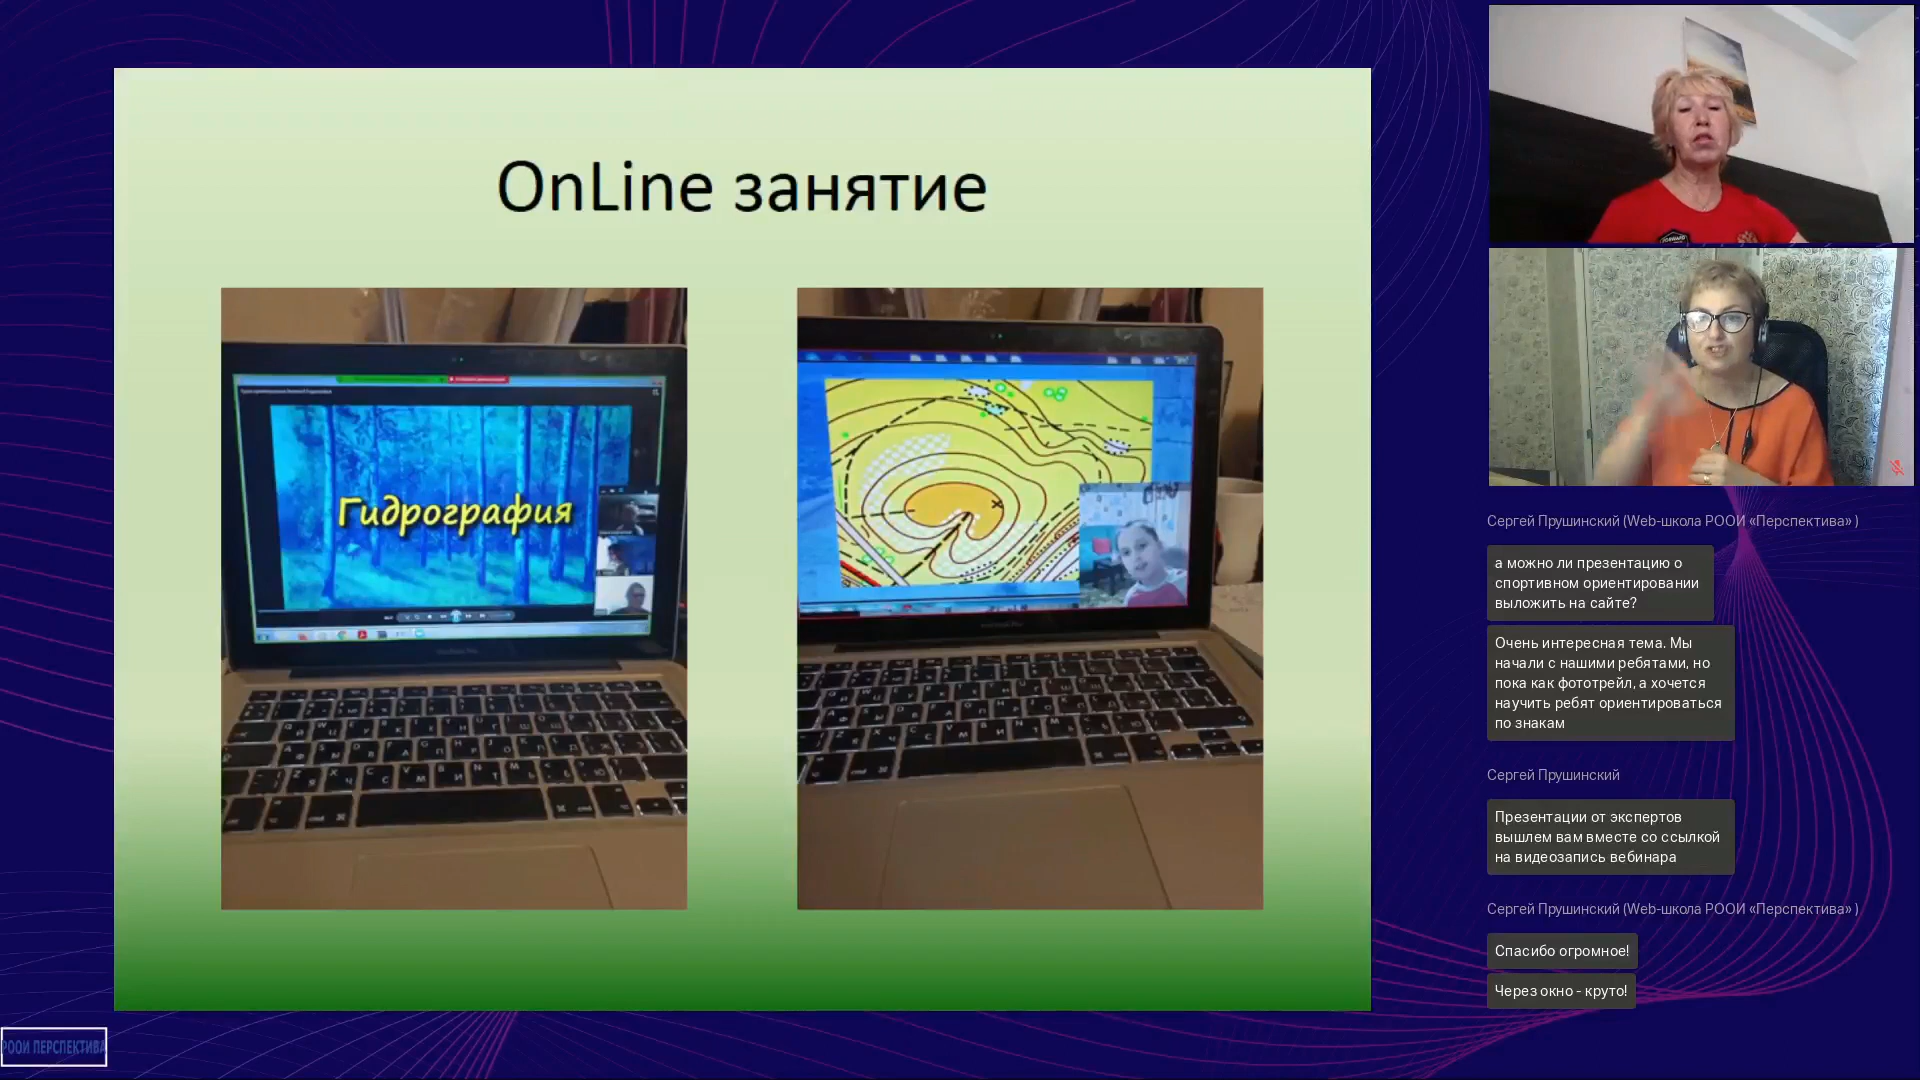 OnLine занятие
Гидрография
Сергей Прушинский (Web-школа РООИ «Перспектива» )
а можно ли презентацию о
спортивном ориентировании
выложить на сайте?
Очень интересная тема. Мы
начали с нашими ребятами, но
пока как фототрейл, а хочется
научить ребят ориентироваться
по знакам
Сергей Прушинский
Презентации от экспертов
вышлем вам вместе со ссылкой
на видеозапись вебинара
Сергей Прушинский (Web-школа РООИ «Перспектива» )
Спасибо огромное!
Через окно - круто!
РООИ ПЕРСПЕКТИВА